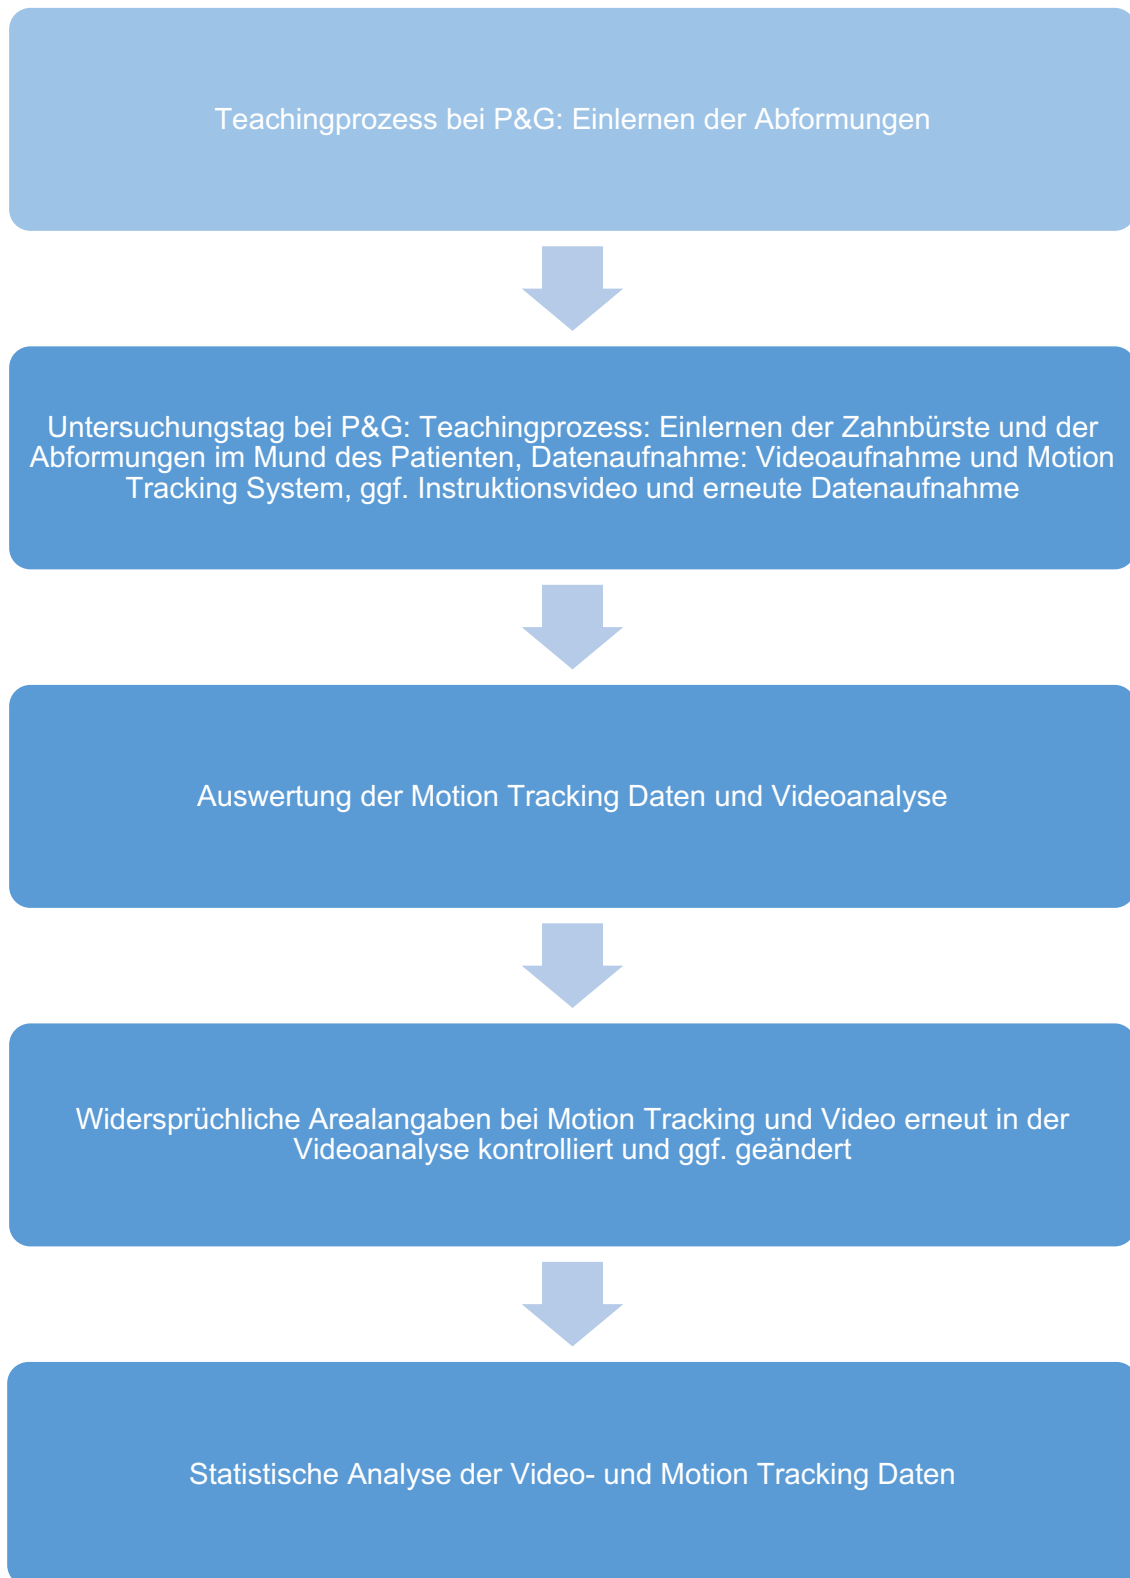 Teachingprozess bei P&G: Einlernen der Abformungen
Untersuchungstag bei P&G: Teachingprozess: Einlernen der Zahnbürste und der
Abformungen im Mund des Patienten, Datenaufnahme: Videoaufnahme und Motion
Tracking System, ggf. Instruktionsvideo und erneute Datenaufnahme
Auswertung der Motion Tracking Daten und Videoanalyse
Widersprüchliche Arealangaben bei Motion Tracking und Video erneut in der
Videoanalyse kontrolliert und ggf. geändert
Statistische Analyse der Video- und Motion Tracking Daten